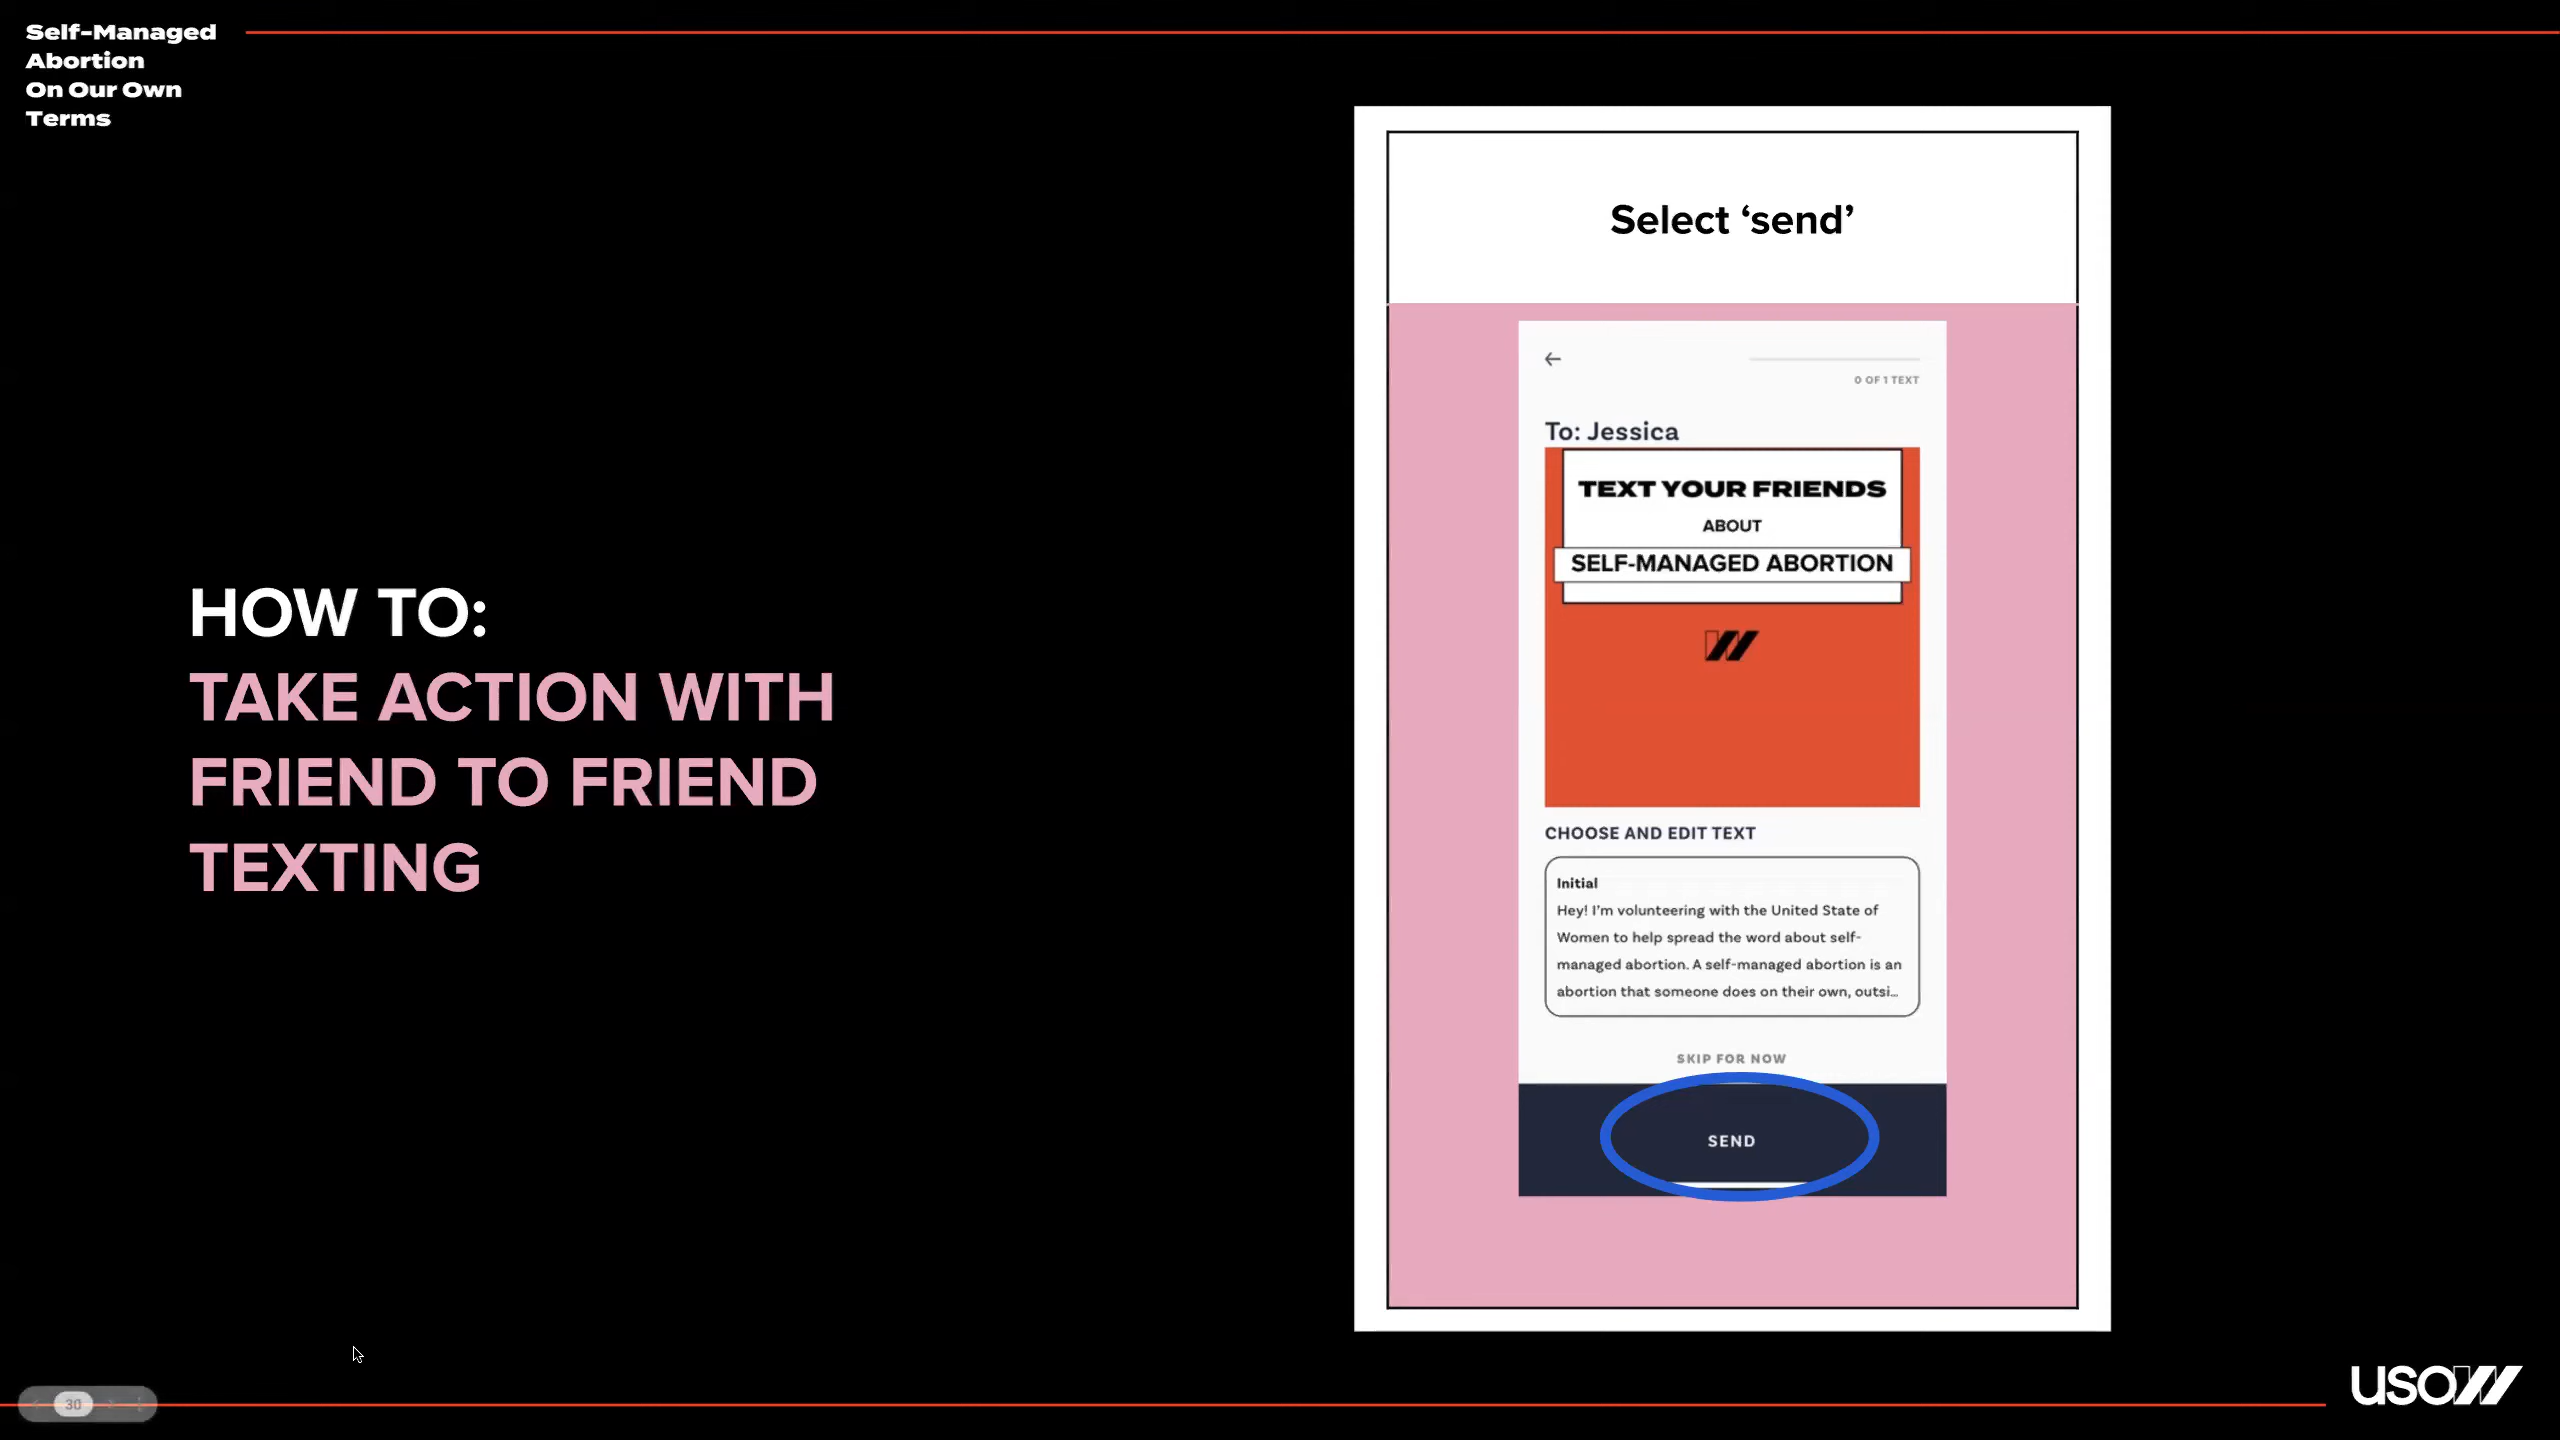 Self-Managed
Abortion
On Our Own
Terms
HOW TO:
TAKE ACTION WITH
FRIEND TO FRIEND
TEXTING
Select ‘send’
0 OF 1 TEXT
To: Jessica
TEXT YOUR FRIENDS
ABOUT
SELF-MANAGED ABORTION
CHOOSE AND EDIT TEXT
Initial
Hey! I’m volunteering with the United State of
Women to help spread the word about self-
managed abortion. A self-managed abortion is an
abortion that someone does on their own, outsi...
SKIP FOR NOW
SEND
30
USOW